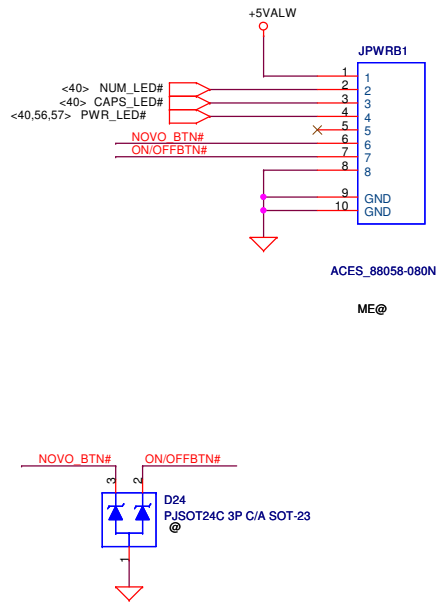 +5VALW
JPWRB1
1 1
<40> NUM_LED# 2 2
<40> CAPS_LED# 3 3
<40,56,57> PWR_LED# 4 4
5 5
NOVO_BTN# 6 6
ON/OFFBTN# 7 7
8 8
9 GND
10 GND
ACES_88058-080N
ME@
NOVO_BTN# ON/OFFBTN#
3 2
D24
PJSOT24C 3P C/A SOT-23
@
1